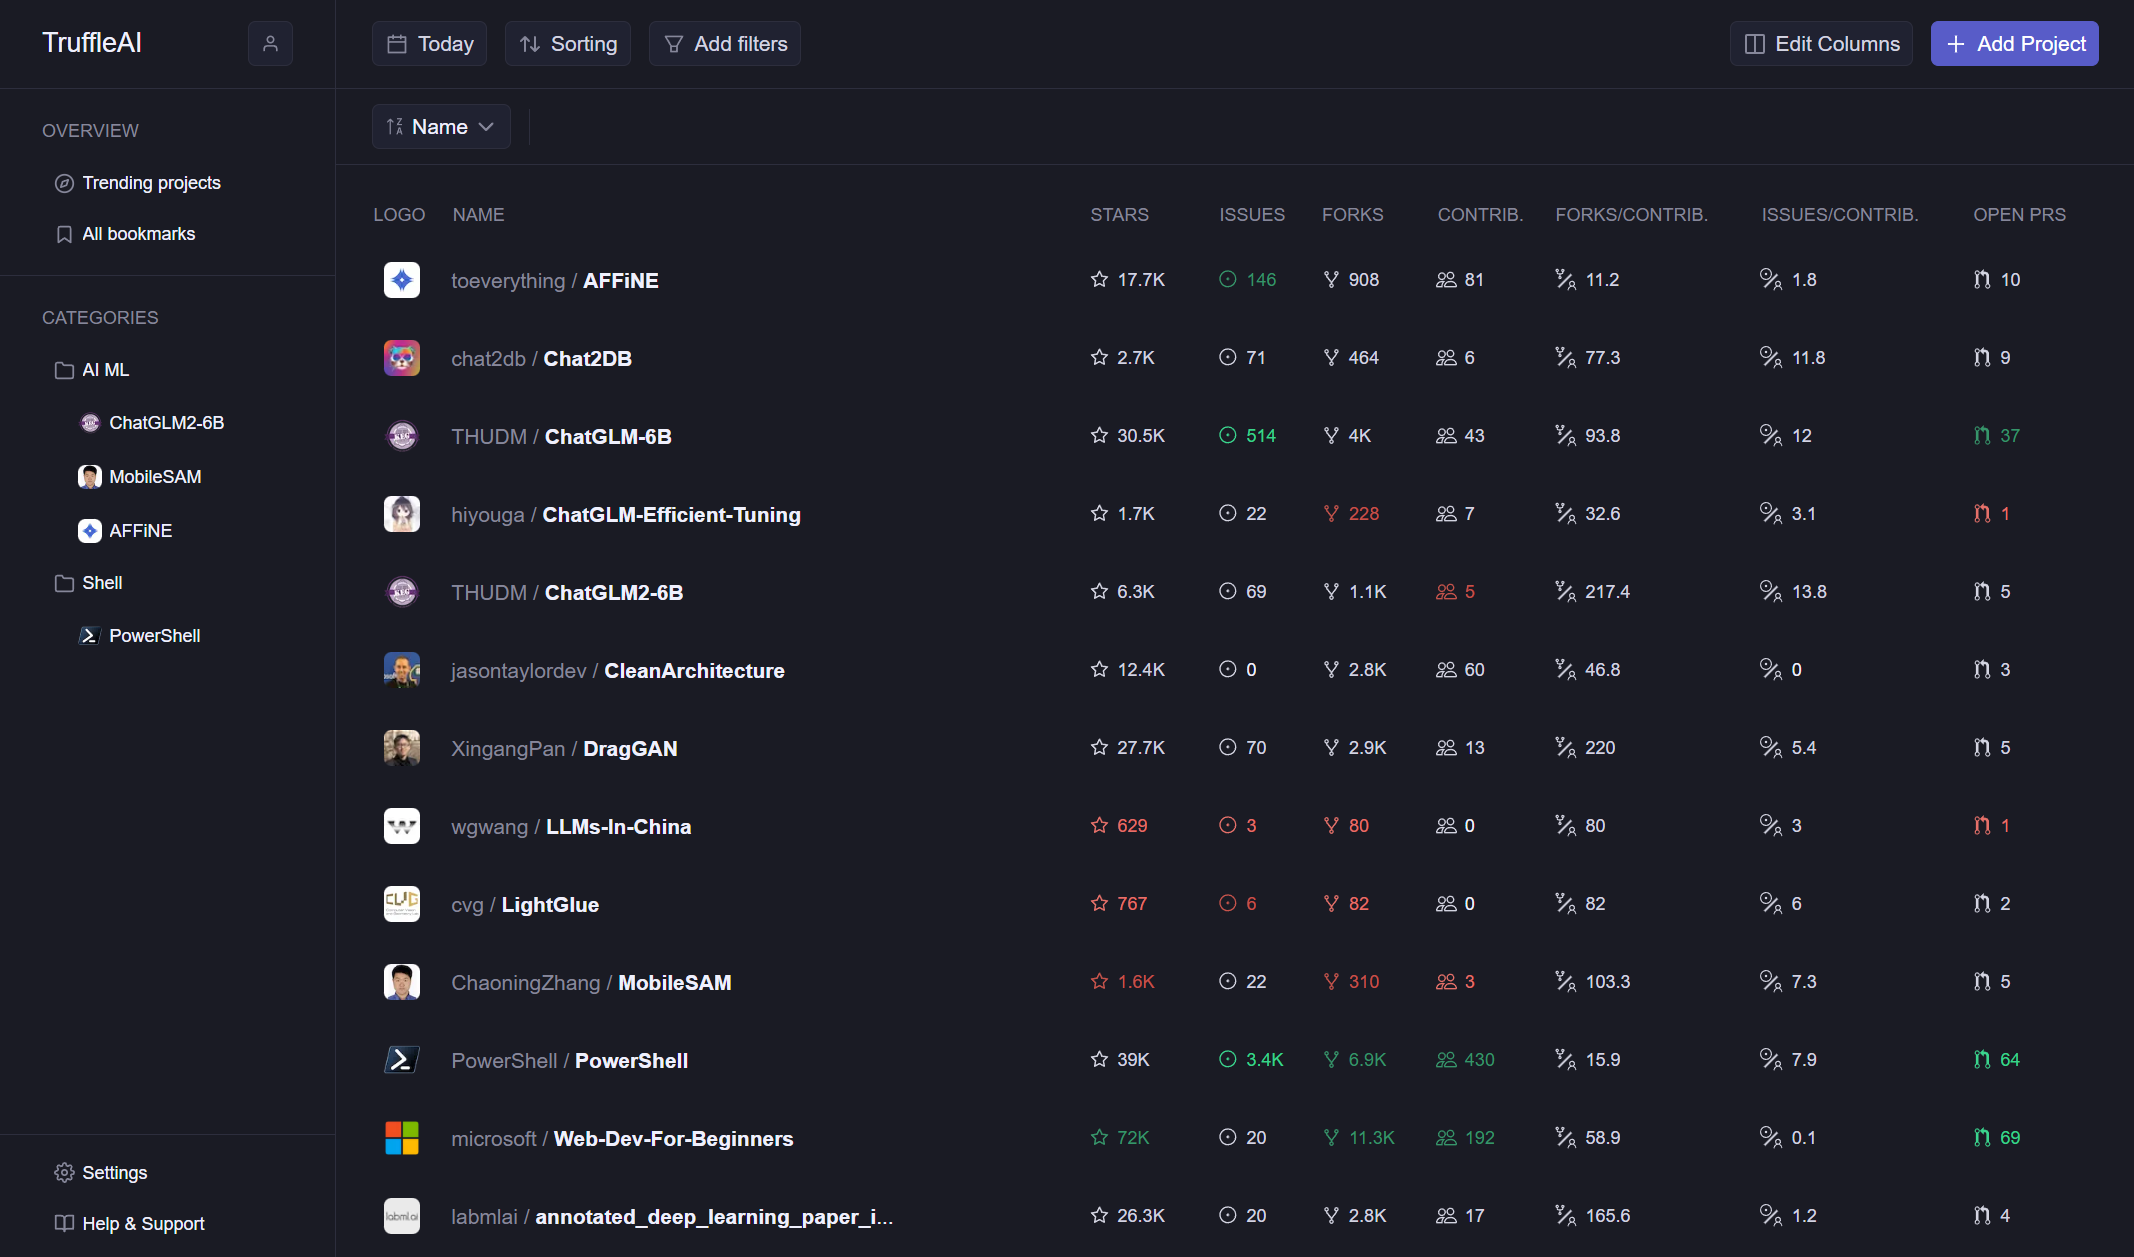 TruffleAI
Today
Sorting
Add filters
Edit Columns
Add Project
Name
OVERVIEW
Trending projects
All bookmarks
CATEGORIES
AI ML
ChatGLM2-6B
MobileSAM
AFFiNE
Shell
PowerShell
Settings
Help & Support
LOGO NAME STARS ISSUES FORKS CONTRIB. FORKS/CONTRIB. ISSUES/CONTRIB. OPEN PRS
toeverything / AFFiNE 17.7K 146 908 81 11.2 1.8 10
chat2db / Chat2DB 2.7K 71 464 6 77.3 11.8 9
THUDM / ChatGLM-6B 30.5K 514 4K 43 93.8 12 37
hiyouga / ChatGLM-Efficient-Tuning 1.7K 22 228 7 32.6 3.1 1
THUDM / ChatGLM2-6B 6.3K 69 1.1K 5 217.4 13.8 5
jasontaylordev / CleanArchitecture 12.4K 0 2.8K 60 46.8 0 3
XingangPan / DragGAN 27.7K 70 2.9K 13 220 5.4 5
wgwang / LLMs-In-China 629 3 80 0 80 3 1
CVG cvg / LightGlue 767 6 82 0 82 6 2
ChaoningZhang / MobileSAM 1.6K 22 310 3 103.3 7.3 5
PowerShell / PowerShell 39K 3.4K 6.9K 430 15.9 7.9 64
microsoft / Web-Dev-For-Beginners 72K 20 11.3K 192 58.9 0.1 69
labml.ai labmlai / annotated_deep_learning_paper_i... 26.3K 20 2.8K 17 165.6 1.2 4